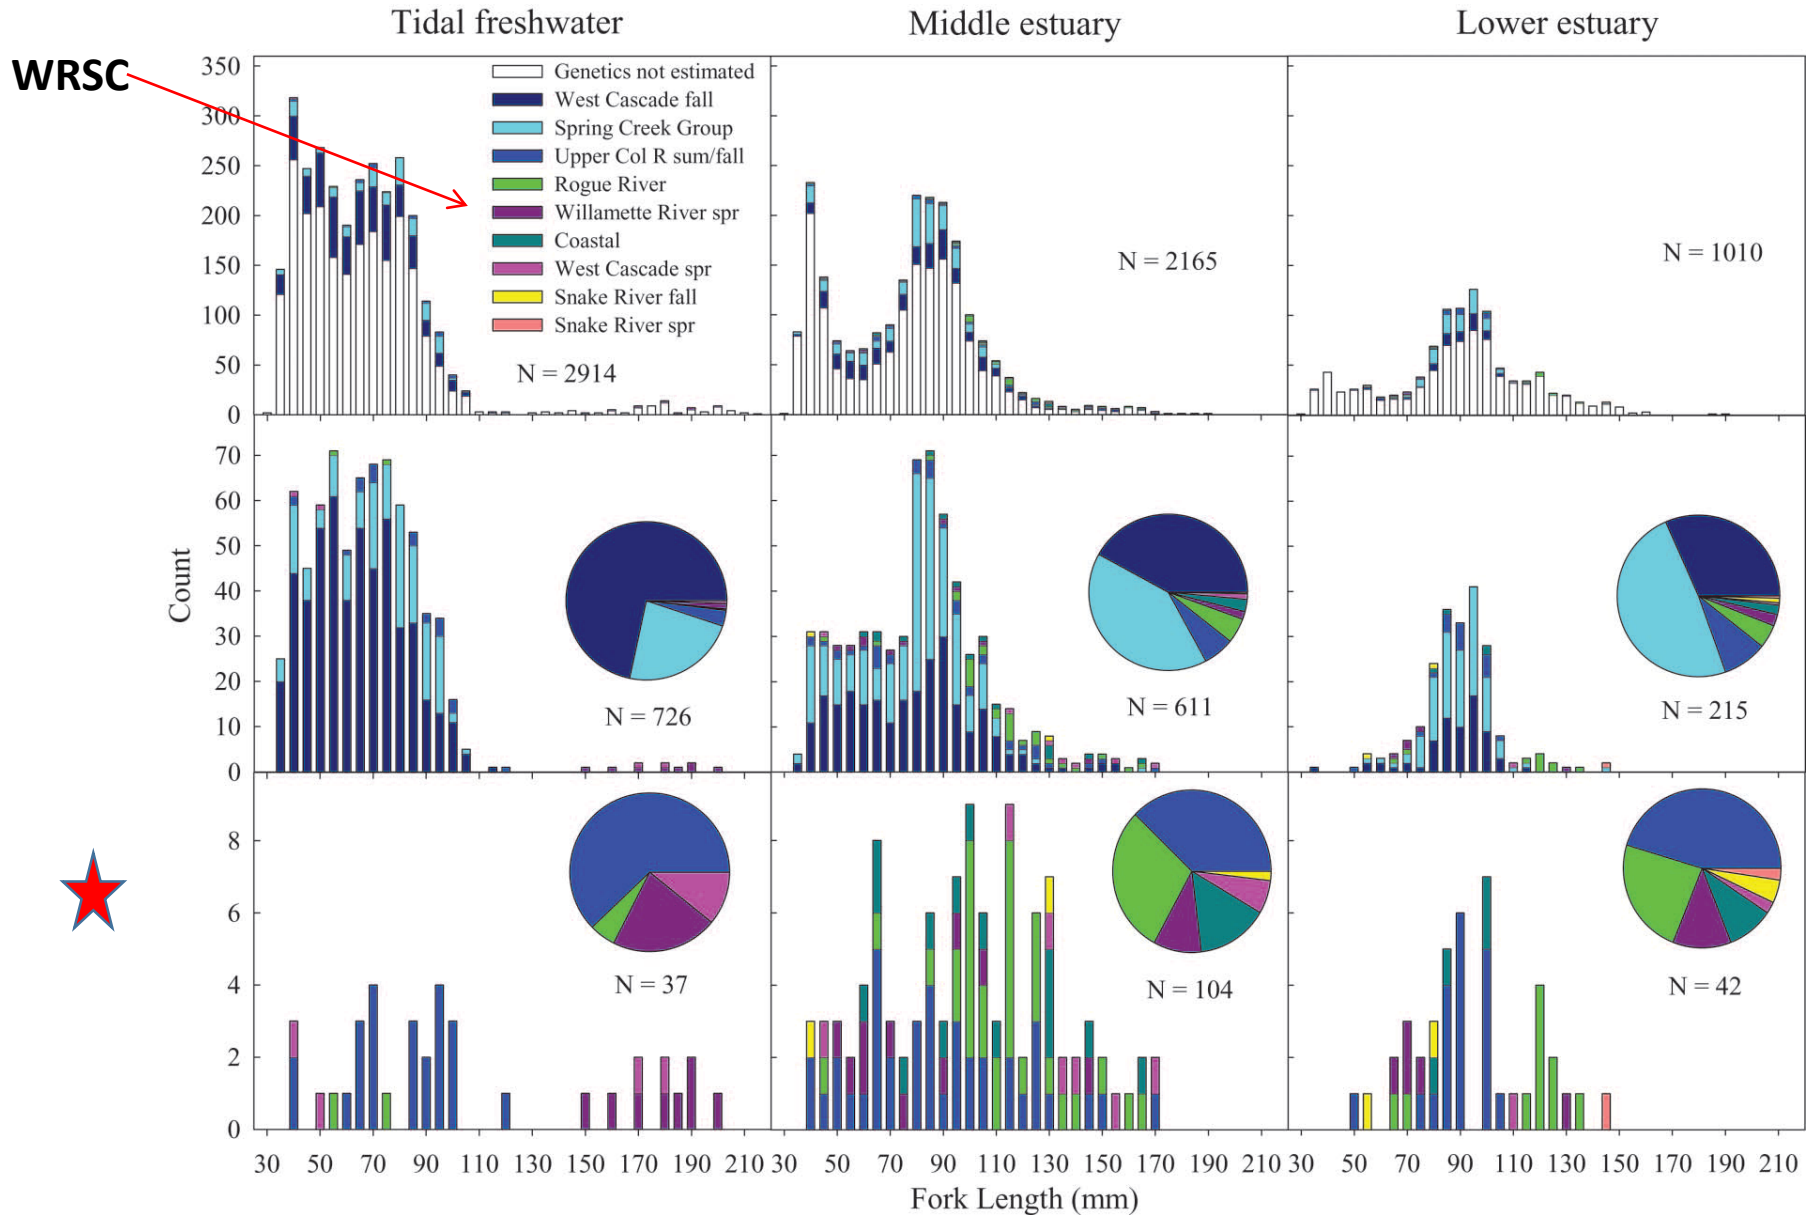 Tidal freshwater
Middle estuary
Lower estuary
WRSC
350
300
250
200
150
100
50
0
Genetics not estimated
West Cascade fall
Spring Creek Group
Upper Col R sum/fall
Rogue River
Willamette River spr
Coastal
West Cascade spr
Snake River fall
Snake River spr
N = 2914
N = 2165
N = 1010
Count
70
60
50
40
30
20
10
0
N = 726
N = 611
N = 215
8
6
4
2
0
N = 37
N = 104
N = 42
30 50 70 90 110 130 150 170 190 210
30 50 70 90 110 130 150 170 190 210
30 50 70 90 110 130 150 170 190 210
Fork Length (mm)